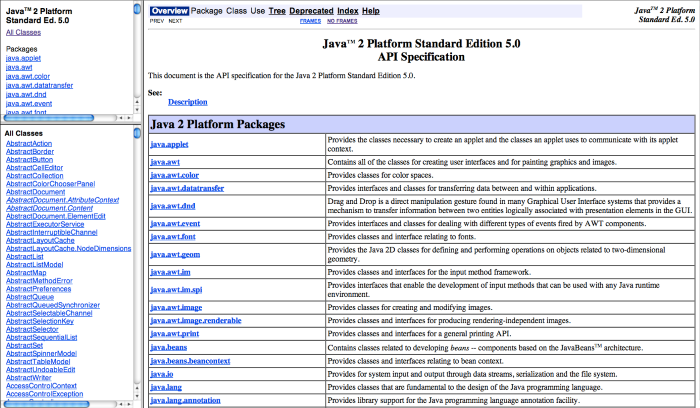 Java™ 2 Platform
Standard Ed. 5.0
All Classes
Packages
java.applet
java.awt
java.awt.color
java.awt.datatransfer
java.awt.dnd
java.awt.event
java.awt.font
All Classes
AbstractAction
AbstractBorder
AbstractButton
AbstractCellEditor
AbstractCollection
AbstractColorChooserPanel
AbstractDocument
AbstractDocument.AttributeContext
AbstractDocument.Content
AbstractDocument.ElementEdit
AbstractExecutorService
AbstractInterruptibleChannel
AbstractLayoutCache
AbstractLayoutCache.NodeDimensions
AbstractList
AbstractListModel
AbstractMap
AbstractMethodError
AbstractPreferences
AbstractQueue
AbstractQueuedSynchronizer
AbstractSelectableChannel
AbstractSelectionKey
AbstractSelector
AbstractSequentialList
AbstractSet
AbstractSpinnerModel
AbstractTableModel
AbstractUndoableEdit
AbstractWriter
AccessControlContext
AccessControlException
Overview Package Class Use Tree Deprecated Index Help
PREV NEXT FRAMES NO FRAMES
Java™ 2 Platform
Standard Ed. 5.0
Java™ 2 Platform Standard Edition 5.0
API Specification
This document is the API specification for the Java 2 Platform Standard Edition 5.0.
See:
Description
Java 2 Platform Packages
java.applet Provides the classes necessary to create an applet and the classes an applet uses to communicate with its applet
context.
java.awt Contains all of the classes for creating user interfaces and for painting graphics and images.
java.awt.color Provides classes for color spaces.
java.awt.datatransfer Provides interfaces and classes for transferring data between and within applications.
java.awt.dnd Drag and Drop is a direct manipulation gesture found in many Graphical User Interface systems that provides a
mechanism to transfer information between two entities logically associated with presentation elements in the GUI.
java.awt.event Provides interfaces and classes for dealing with different types of events fired by AWT components.
java.awt.font Provides classes and interface relating to fonts.
java.awt.geom Provides the Java 2D classes for defining and performing operations on objects related to two-dimensional
geometry.
java.awt.im Provides classes and interfaces for the input method framework.
java.awt.im.spi Provides interfaces that enable the development of input methods that can be used with any Java runtime
environment.
java.awt.image Provides classes for creating and modifying images.
java.awt.image.renderable Provides classes and interfaces for producing rendering-independent images.
java.awt.print Provides classes and interfaces for a general printing API.
java.beans Contains classes related to developing beans -- components based on the JavaBeans™ architecture.
java.beans.beancontext Provides classes and interfaces relating to bean context.
java.io Provides for system input and output through data streams, serialization and the file system.
java.lang Provides classes that are fundamental to the design of the Java programming language.
java.lang.annotation Provides library support for the Java programming language annotation facility.